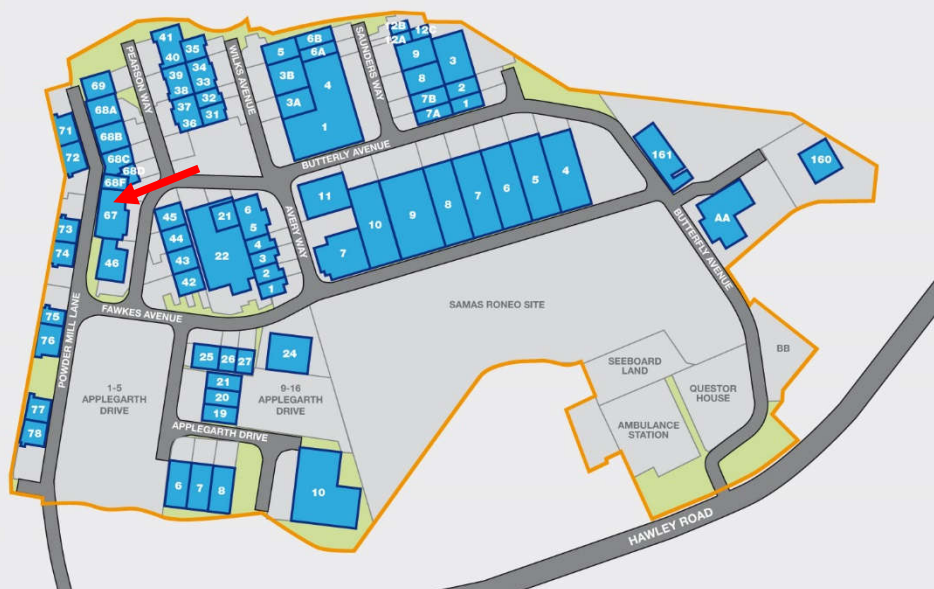 41
40
35
34
39
33
38
32
37
31
36
PEARSON WAY
WILKS AVENUE
5
6B
6A
3B
4
3A
1
SAUNDERS WAY
12B
12C
12A
9
3
8
2
7B
1
7A
69
68A
68B
68C
68D
68F
67
46
71
72
73
74
75
76
77
78
BUTTERLY AVENUE
161
160
AA
BUTTERFLY AVENUE
11
10
9
8
7
6
5
4
7
AVERY WAY
45
44
43
42
21
22
6
5
4
3
2
1
FAWKES AVENUE
POWDER MILL LANE
SAMAS RONEO SITE
25
26
27
24
21
20
19
1-5
APPLEGARTH
DRIVE
9-16
APPLEGARTH
DRIVE
APPLEGARTH DRIVE
6
7
8
10
SEEBOARD
LAND
BB
QUESTOR
HOUSE
AMBULANCE
STATION
HAWLEY ROAD